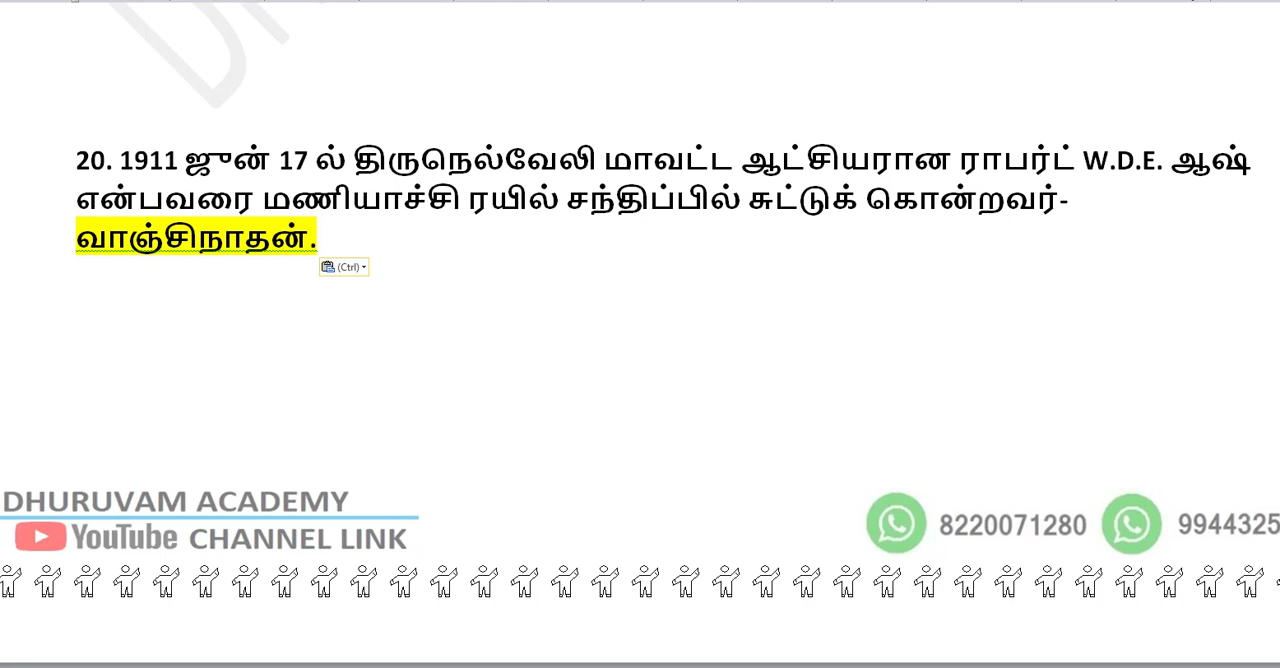 20. 1911 ஜுன் 17 ல் திருநெல்வேலி மாவட்ட ஆட்சியரான ராபர்ட் W.D.E. ஆஷ்
என்பவரை மணியாச்சி ரயில் சந்திப்பில் சுட்டுக் கொன்றவர்-
வாஞ்சிநாதன்.
(Ctrl)
DHURUVAM ACADEMY
YouTube CHANNEL LINK
8220071280 9944325